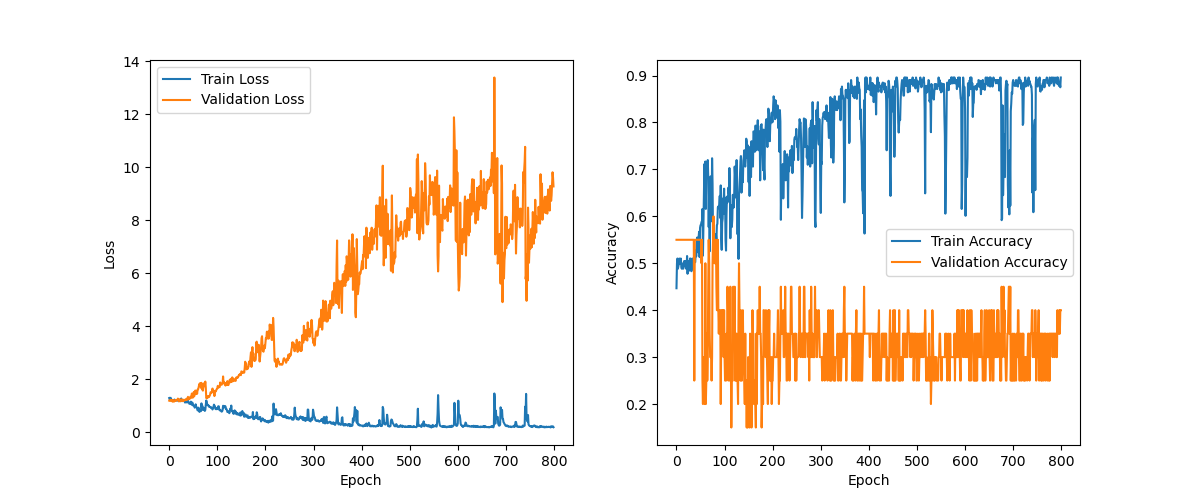 14
12
10
8
6
4
2
0
Loss
Train Loss
Validation Loss
0 100 200 300 400 500 600 700 800
Epoch
0.9
0.8
0.7
0.6
0.5
0.4
0.3
0.2
Accuracy
Train Accuracy
Validation Accuracy
0 100 200 300 400 500 600 700 800
Epoch